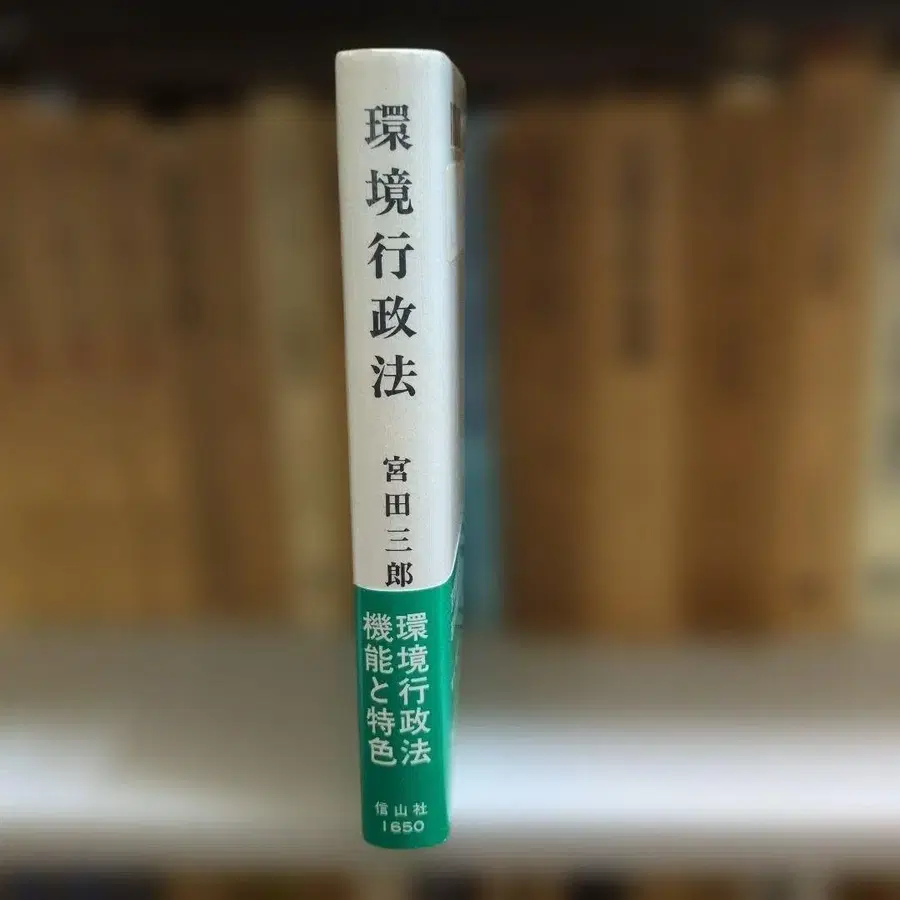 環境行政法
宮田三郎
環境行政法
機能と特色
信山社
1650